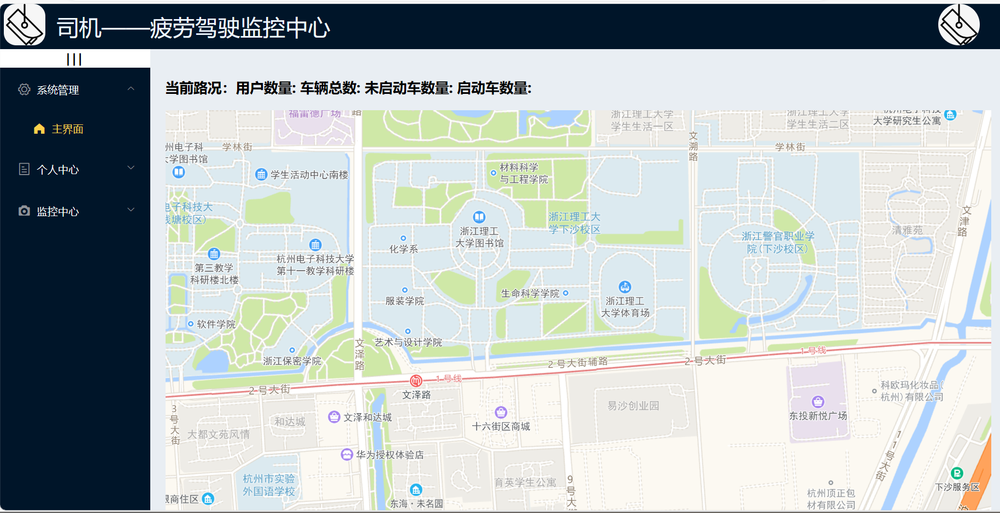 司机——疲劳驾驶监控中心
|||
系统管理
主界面
个人中心
监控中心
当前路况：用户数量: 车辆总数: 未启动车数量: 启动车数量:
福雷德广场
路
浙江理工大学
学生生活一区
浙江理工大学
学生生活二区
杭州电子科技
大学研究生公寓
文溯路
州电子科
大学图书馆
学林街
学林街
学生活动中心南楼
材料科学
与工程学院
电子科技大
钱塘校区)
浙江理工
大学图书馆
浙江理工大
学下沙校区
文津路
清雅苑
浙江警官职业学
院(下沙校区)
化学系
杭州电子科技大学
第十一教学科研楼
第三教学
科研楼北楼
服装学院
生命科学学院
浙江理工
大学体育场
软件学院
艺术与设计学院
文泽路
浙江保密学院
2号大街辅路
2号大街
1号线
1号线
2号大街
文泽路
科欧玛化妆品(
杭州)有限公司
3号大街
和达城
大都文苑风情
文泽和达城
十六街区商城
易沙创业园
东投新悦广场
华为授权体验店
11号大街
杭州市实验
外国语学校
育英学生公寓
9号大
下沙服务区
商住区
东海·未名园
杭州顶正包
材有限公司
沪